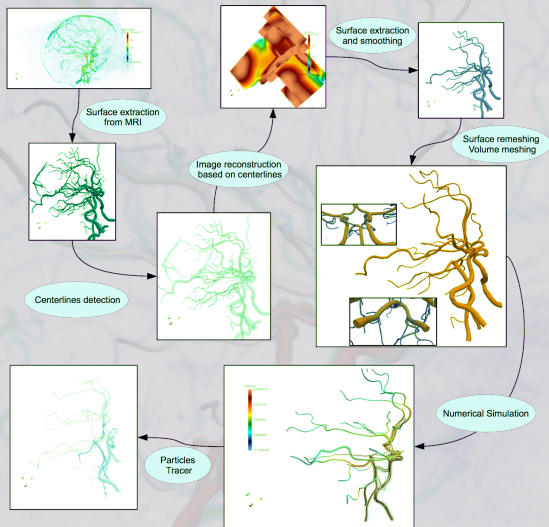 Surface extraction
from MRI
Surface extraction
and smoothing
Surface remeshing
Volume meshing
Image reconstruction
based on centerlines
Centerlines detection
Numerical Simulation
Particles
Tracer